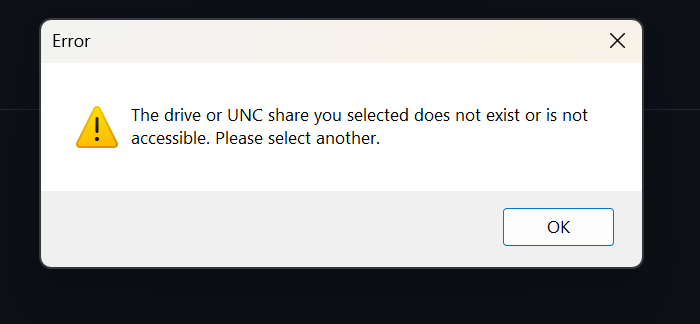 Error
The drive or UNC share you selected does not exist or is not
accessible. Please select another.
OK